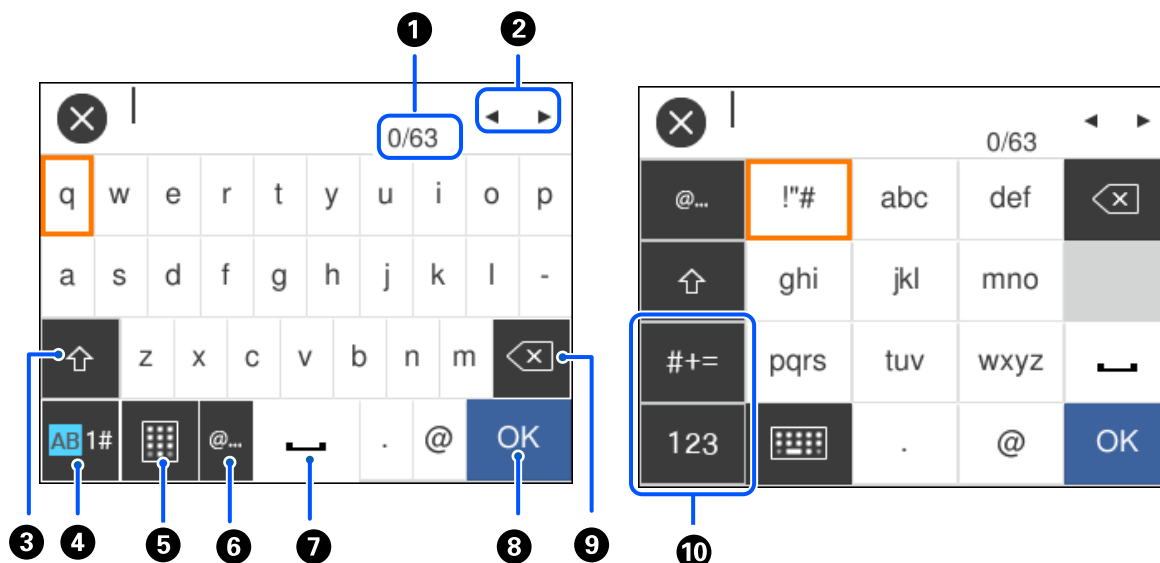 1 2
0/63
q w e r t y u i o p
a s d f g h j k l -
z x c v b n m
AB 1# @... . @ OK
3 4 5 6 7 8 9
0/63
@... !"# abc def
ghi jkl mno
#+= pqrs tuv wxyz
123 . @ OK
10